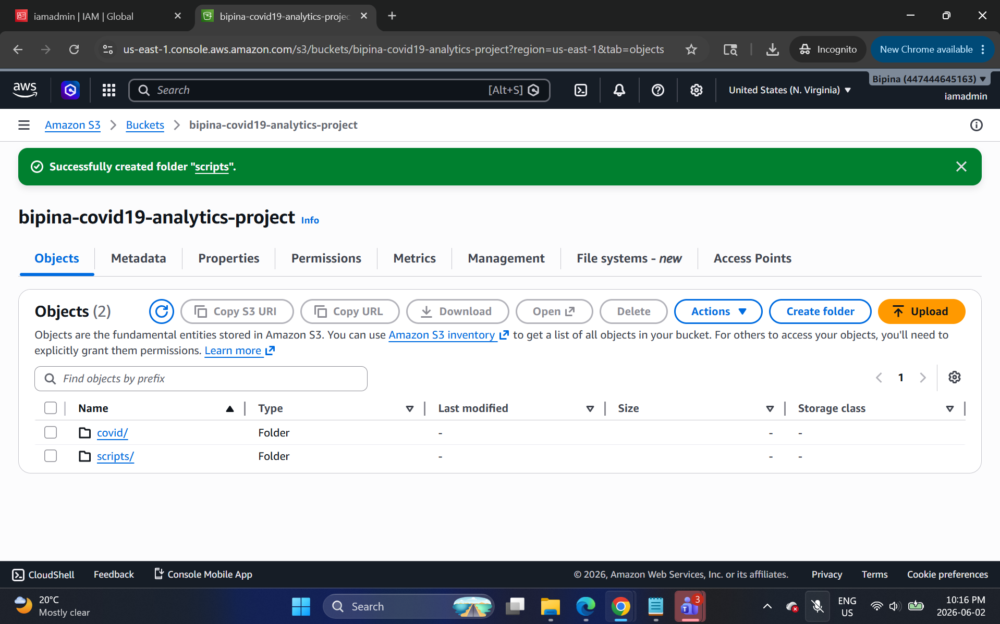 iamadmin | IAM | Global
bipina-covid19-analytics-projec
us-east-1.console.aws.amazon.com/s3/buckets/bipina-covid19-analytics-project?region=us-east-1&tab=objects
Incognito
New Chrome available
aws
Search
[Alt+S]
United States (N. Virginia)
Bipina (447444645163)
iamadmin
Amazon S3
Buckets
bipina-covid19-analytics-project
Successfully created folder "scripts".
bipina-covid19-analytics-project Info
Objects
Metadata
Properties
Permissions
Metrics
Management
File systems - new
Access Points
Objects (2)
Copy S3 URI
Copy URL
Download
Open
Delete
Actions
Create folder
Upload
Objects are the fundamental entities stored in Amazon S3. You can use Amazon S3 inventory to get a list of all objects in your bucket. For others to access your objects, you'll need to
explicitly grant them permissions. Learn more
Find objects by prefix
1
Name Type Last modified Size Storage class
covid/ Folder - - -
scripts/ Folder - - -
CloudShell
Feedback
Console Mobile App
© 2026, Amazon Web Services, Inc. or its affiliates.
Privacy
Terms
Cookie preferences
20°C
Mostly clear
Search
T
3
ENG
US
10:16 PM
2026-06-02